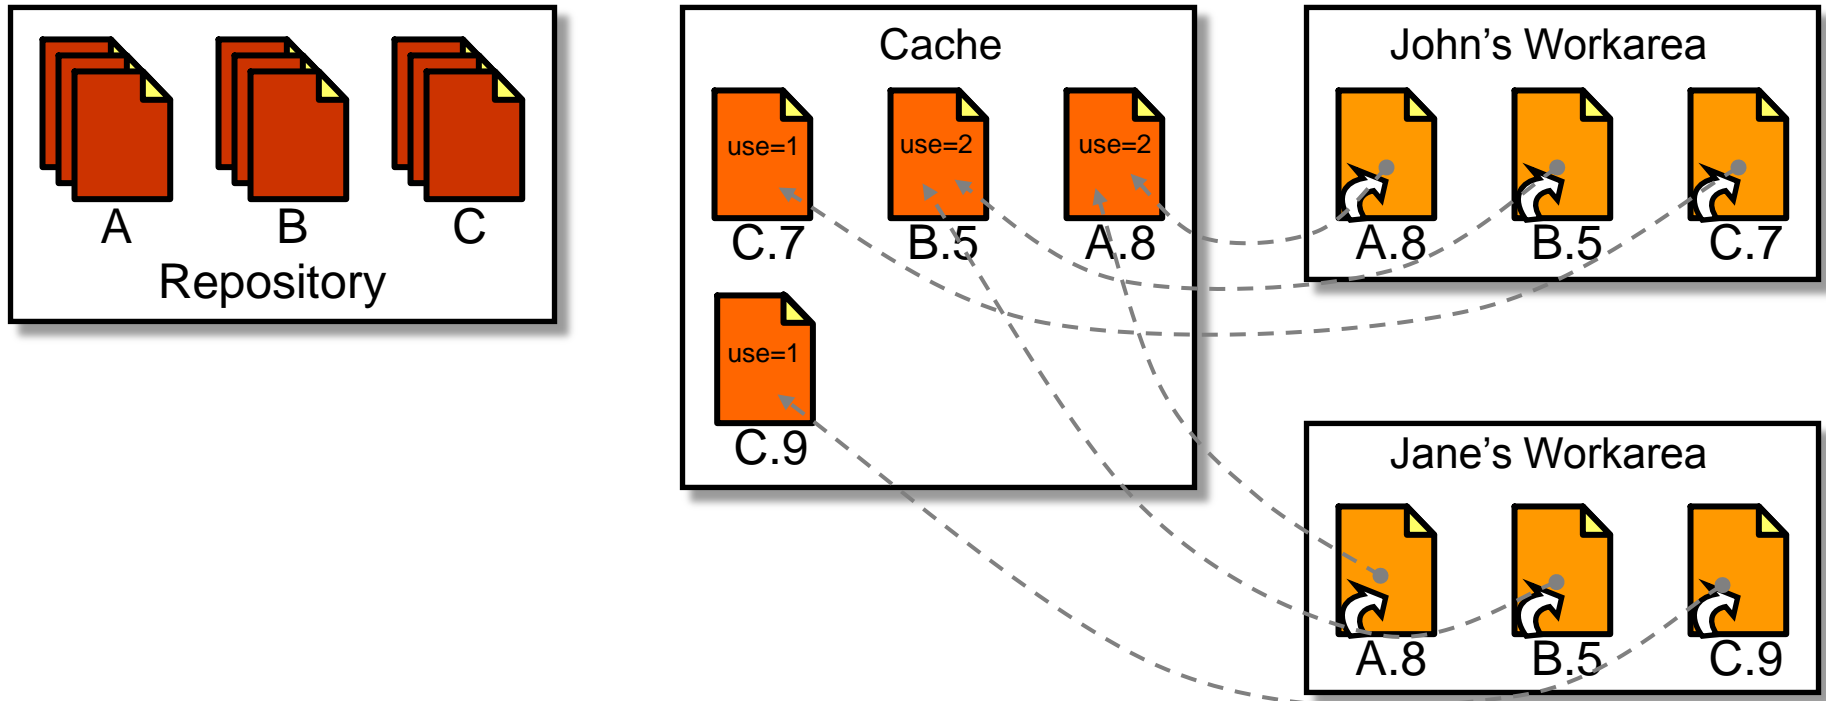 A
B
C
Repository
Cache
use=1
use=2
use=2
C.7
B.5
A.8
use=1
C.9
John's Workarea
A.8
B.5
C.7
Jane's Workarea
A.8
B.5
C.9